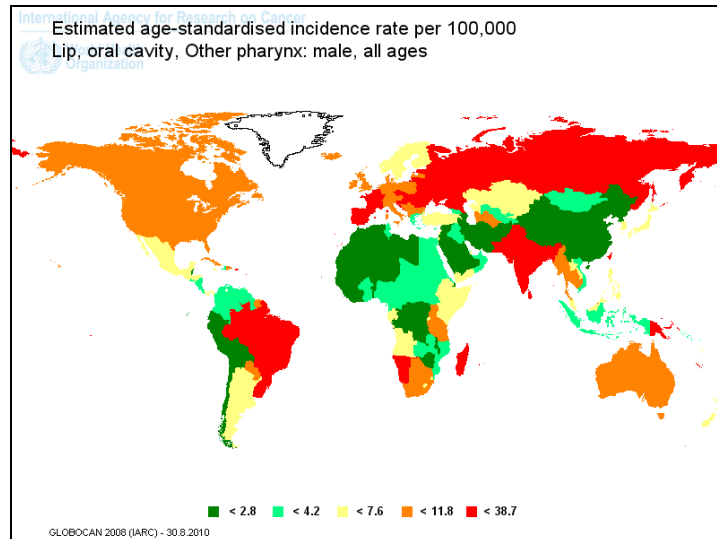 International Agency for Research on Cancer
Estimated age-standardised incidence rate per 100,000
Lip, oral cavity, Other pharynx: male, all ages
World Health
Organization
< 2.8 < 4.2 < 7.6 < 11.8 < 38.7
GLOBOCAN 2008 (IARC) - 30.8.2010